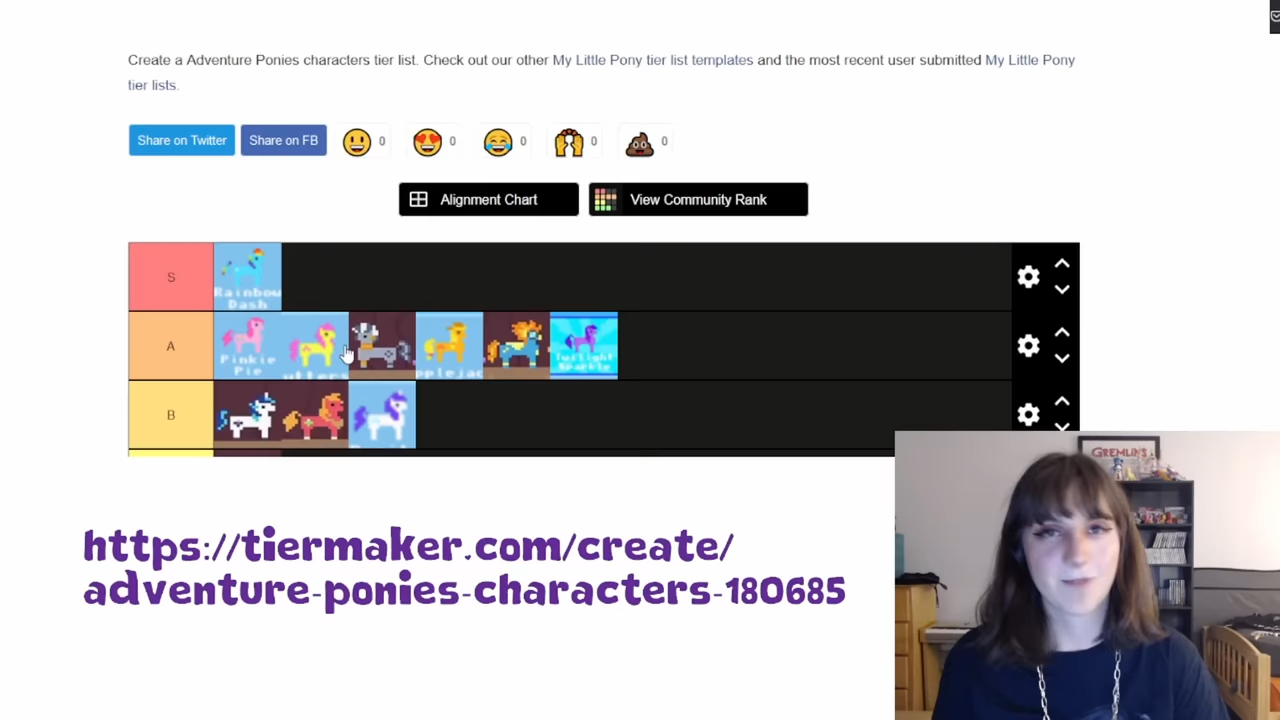 Create a Adventure Ponies characters tier list. Check out our other My Little Pony tier list templates and the most recent user submitted My Little Pony
tier lists.
Share on Twitter Share on FB 0 0 0 0 0
Alignment Chart View Community Rank
S Rainbow
Dash
A Pinkie
Pie
utters
pplejac
Twilight
Sparkle
B
https://tiermaker.com/create/
adventure-ponies-characters-180685
GREMLINS